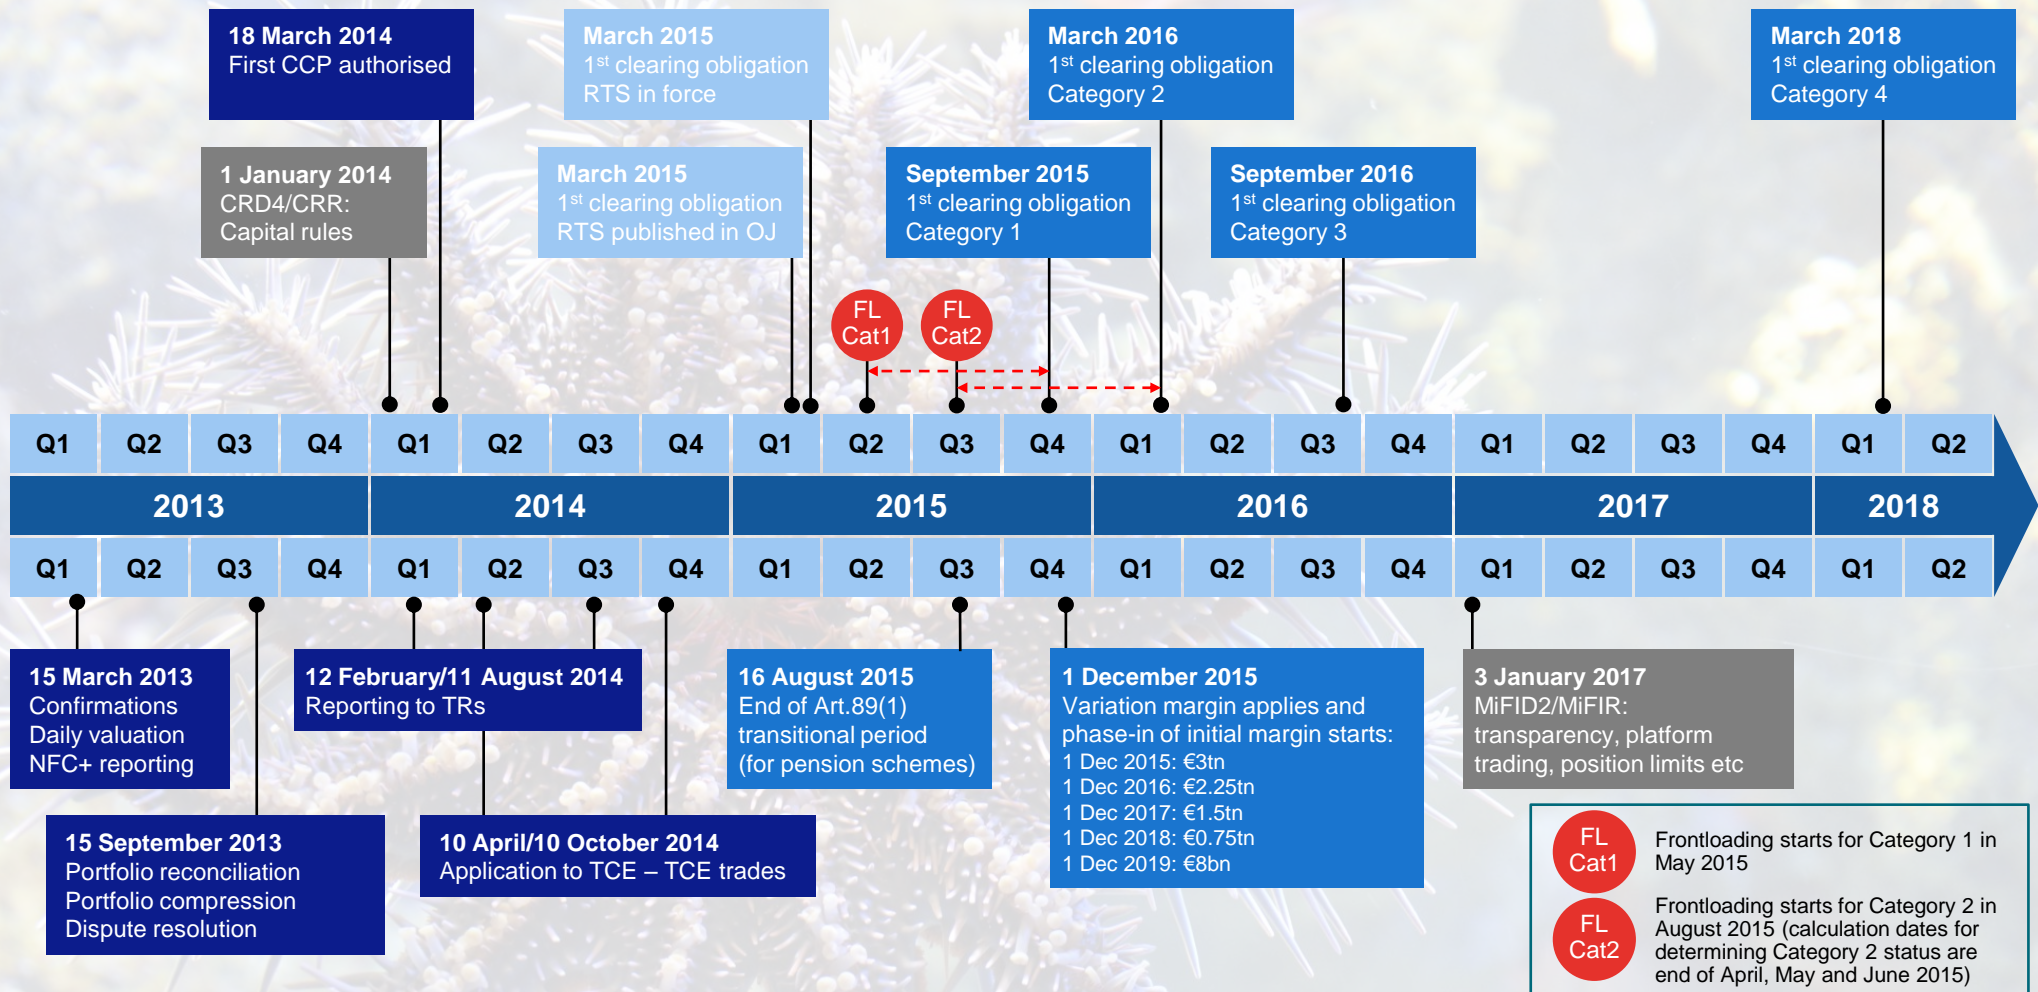 18 March 2014
First CCP authorised
March 2015
1st clearing obligation
RTS in force
March 2016
1st clearing obligation
Category 2
March 2018
1st clearing obligation
Category 4
1 January 2014
CRD4/CRR:
Capital rules
March 2015
1st clearing obligation
RTS published in OJ
September 2015
1st clearing obligation
Category 1
September 2016
1st clearing obligation
Category 3
FL
Cat1
FL
Cat2
Q1 Q2 Q3 Q4 Q1 Q2 Q3 Q4 Q1 Q2 Q3 Q4 Q1 Q2 Q3 Q4 Q1 Q2 Q3 Q4 Q1 Q2
2013 2014 2015 2016 2017 2018
Q1 Q2 Q3 Q4 Q1 Q2 Q3 Q4 Q1 Q2 Q3 Q4 Q1 Q2 Q3 Q4 Q1 Q2 Q3 Q4 Q1 Q2
15 March 2013
Confirmations
Daily valuation
NFC+ reporting
12 February/11 August 2014
Reporting to TRs
16 August 2015
End of Art.89(1)
transitional period
(for pension schemes)
1 December 2015
Variation margin applies and
phase-in of initial margin starts:
1 Dec 2015: €3tn
1 Dec 2016: €2.25tn
1 Dec 2017: €1.5tn
1 Dec 2018: €0.75tn
1 Dec 2019: €8bn
3 January 2017
MiFID2/MiFIR:
transparency, platform
trading, position limits etc
15 September 2013
Portfolio reconciliation
Portfolio compression
Dispute resolution
10 April/10 October 2014
Application to TCE – TCE trades
FL
Cat1
Frontloading starts for Category 1 in
May 2015
FL
Cat2
Frontloading starts for Category 2 in
August 2015 (calculation dates for
determining Category 2 status are
end of April, May and June 2015)